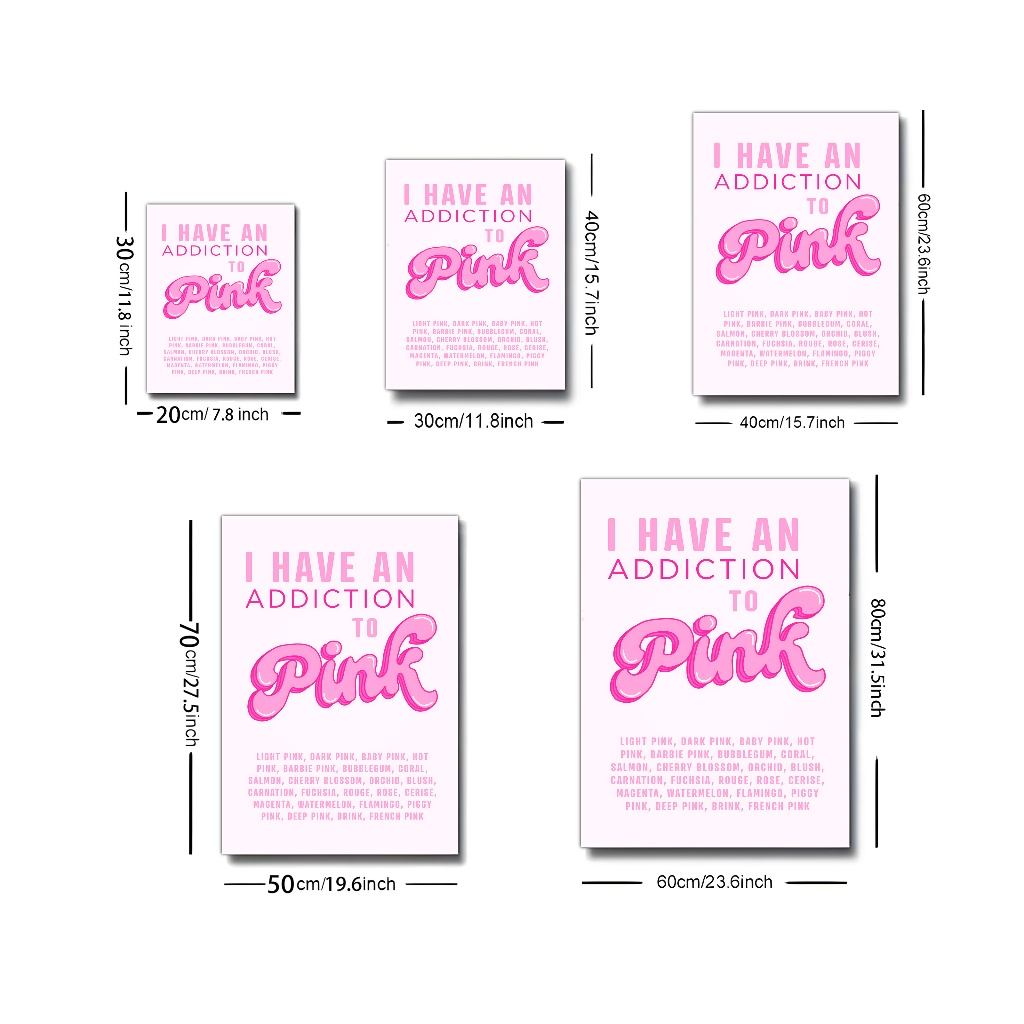 I HAVE AN
ADDICTION
TO
Pink
LIGHT PINK, DARK PINK, BABY PINK, HOT
PINK, BARBIE PINK, BUBBLEGUM, CORAL,
SALMON, CHERRY BLOSSOM, ORCHID, BLUSH,
CARNATION, FUCHSIA, ROUGE, ROSE, CERISE,
MAGENTA, WATERMELON, FLAMINGO, PIGGY
PINK, DEEP PINK, BRINK, FRENCH PINK
30cm/11.8 inch
20cm/ 7.8 inch
I HAVE AN
ADDICTION
TO
Pink
LIGHT PINK, DARK PINK, BABY PINK, HOT
PINK, BARBIE PINK, BUBBLEGUM, CORAL,
SALMON, CHERRY BLOSSOM, ORCHID, BLUSH,
CARNATION, FUCHSIA, ROUGE, ROSE, CERISE,
MAGENTA, WATERMELON, FLAMINGO, PIGGY
PINK, DEEP PINK, BRINK, FRENCH PINK
40cm/15.7inch
30cm/11.8inch
I HAVE AN
ADDICTION
TO
Pink
LIGHT PINK, DARK PINK, BABY PINK, HOT
PINK, BARBIE PINK, BUBBLEGUM, CORAL,
SALMON, CHERRY BLOSSOM, ORCHID, BLUSH,
CARNATION, FUCHSIA, ROUGE, ROSE, CERISE,
MAGENTA, WATERMELON, FLAMINGO, PIGGY
PINK, DEEP PINK, BRINK, FRENCH PINK
60cm/23.6inch
40cm/15.7inch
I HAVE AN
ADDICTION
TO
Pink
LIGHT PINK, DARK PINK, BABY PINK, HOT
PINK, BARBIE PINK, BUBBLEGUM, CORAL,
SALMON, CHERRY BLOSSOM, ORCHID, BLUSH,
CARNATION, FUCHSIA, ROUGE, ROSE, CERISE,
MAGENTA, WATERMELON, FLAMINGO, PIGGY
PINK, DEEP PINK, BRINK, FRENCH PINK
70cm/27.5inch
50cm/19.6inch
I HAVE AN
ADDICTION
TO
Pink
LIGHT PINK, DARK PINK, BABY PINK, HOT
PINK, BARBIE PINK, BUBBLEGUM, CORAL,
SALMON, CHERRY BLOSSOM, ORCHID, BLUSH,
CARNATION, FUCHSIA, ROUGE, ROSE, CERISE,
MAGENTA, WATERMELON, FLAMINGO, PIGGY
PINK, DEEP PINK, BRINK, FRENCH PINK
80cm/31.5inch
60cm/23.6inch